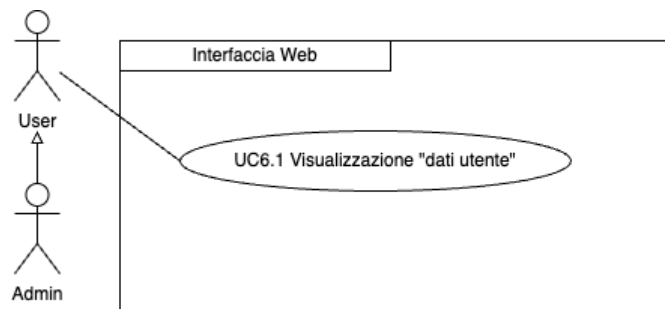 Interfaccia Web
User
UC6.1 Visualizzazione "dati utente"
Admin